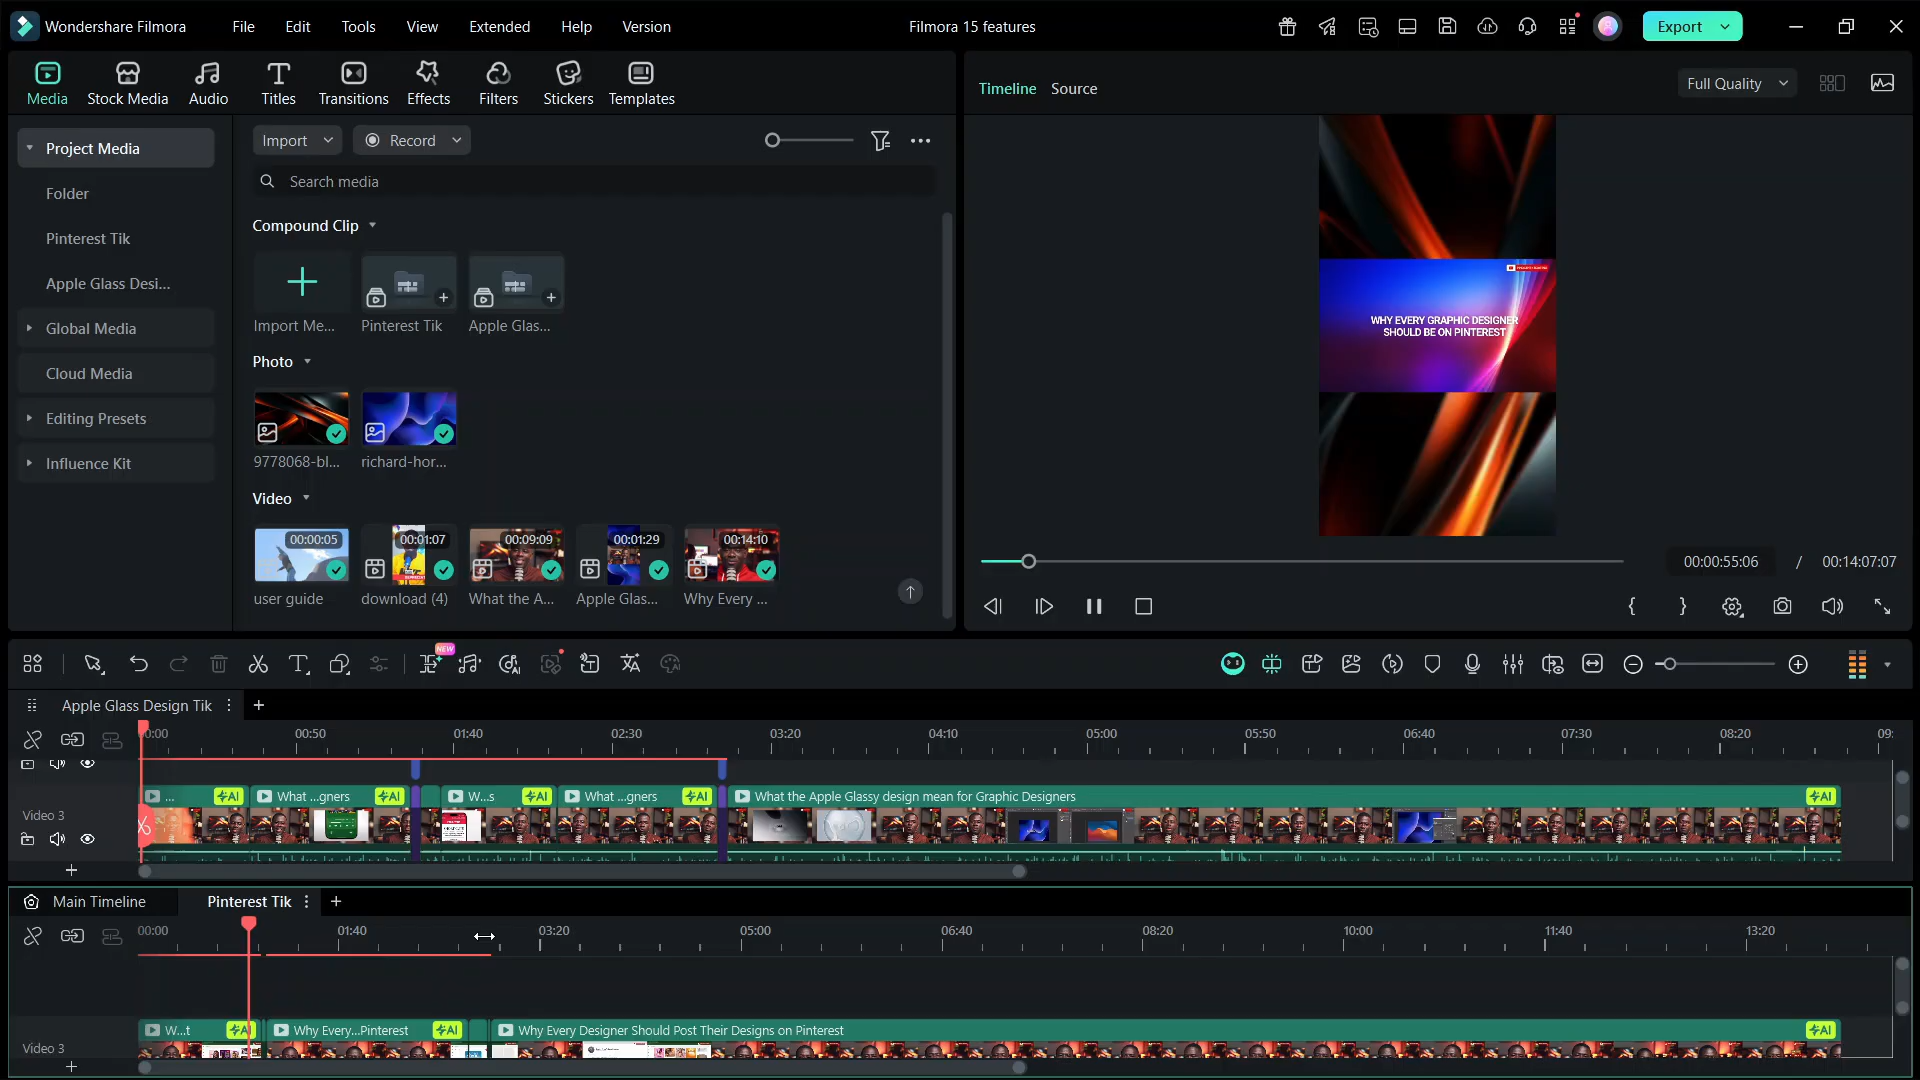 Wondershare Filmora
File Edit Tools View Extended Help Version
Filmora 15 features
Export
Media Stock Media Audio Titles Transitions Effects Filters Stickers Templates
Timeline Source
Full Quality
Project Media
Folder
Pinterest Tik
Apple Glass Desi...
Global Media
Cloud Media
Editing Presets
Influence Kit
Import Record
Search media
Compound Clip
Import Me... Pinterest Tik Apple Glas...
Photo
9778068-bl... richard-hor...
Video
00:00:05 00:01:07 00:09:09 00:01:29 00:14:10
user guide download (4) What the A... Apple Glas... Why Every ...
WHY EVERY GRAPHIC DESIGNER
SHOULD BE ON PINTEREST
00:00:55:06 / 00:14:07:07
NEW
Apple Glass Design Tik
0:00 00:50 01:40 02:30 03:20 04:10 05:00 05:50 06:40 07:30 08:20 09:
... AI What ...gners AI W...s AI What ...gners AI What the Apple Glassy design mean for Graphic Designers AI
Video 3
Main Timeline Pinterest Tik
00:00 01:40 03:20 05:00 06:40 08:20 10:00 11:40 13:20
W...t AI Why Every...Pinterest AI Why Every Designer Should Post Their Designs on Pinterest AI
Video 3